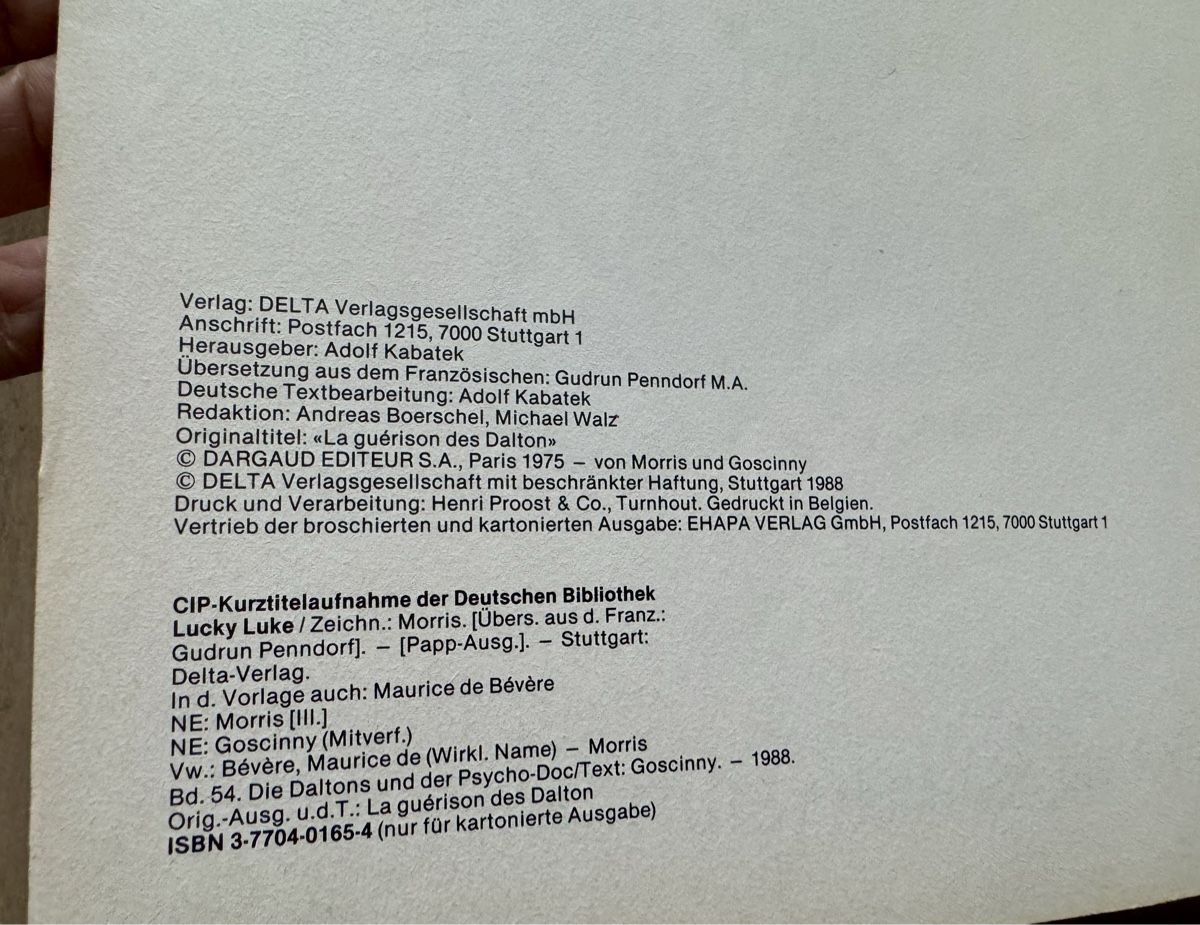 Verlag: DELTA Verlagsgesellschaft mbH
Anschrift: Postfach 1215, 7000 Stuttgart 1
Herausgeber: Adolf Kabatek
Übersetzung aus dem Französischen: Gudrun Penndorf M.A.
Deutsche Textbearbeitung: Adolf Kabatek
Redaktion: Andreas Boerschel, Michael Walz
Originaltitel: «La guérison des Dalton»
© DARGAUD EDITEUR S.A., Paris 1975 – von Morris und Goscinny
© DELTA Verlagsgesellschaft mit beschränkter Haftung, Stuttgart 1988
Druck und Verarbeitung: Henri Proost & Co., Turnhout. Gedruckt in Belgien.
Vertrieb der broschierten und kartonierten Ausgabe: EHAPA VERLAG GmbH, Postfach 1215, 7000 Stuttgart 1
CIP-Kurztitelaufnahme der Deutschen Bibliothek
Lucky Luke / Zeichn.: Morris. [Übers. aus d. Franz.:
Gudrun Penndorf]. – [Papp-Ausg.]. – Stuttgart:
Delta-Verlag.
In d. Vorlage auch: Maurice de Bévère
NE: Morris [Ill.]
NE: Goscinny (Mitverf.)
Vw.: Bévère, Maurice de (Wirkl. Name) – Morris
Bd. 54. Die Daltons und der Psycho-Doc/Text: Goscinny. – 1988.
Orig.-Ausg. u.d.T.: La guérison des Dalton
ISBN 3-7704-0165-4 (nur für kartonierte Ausgabe)